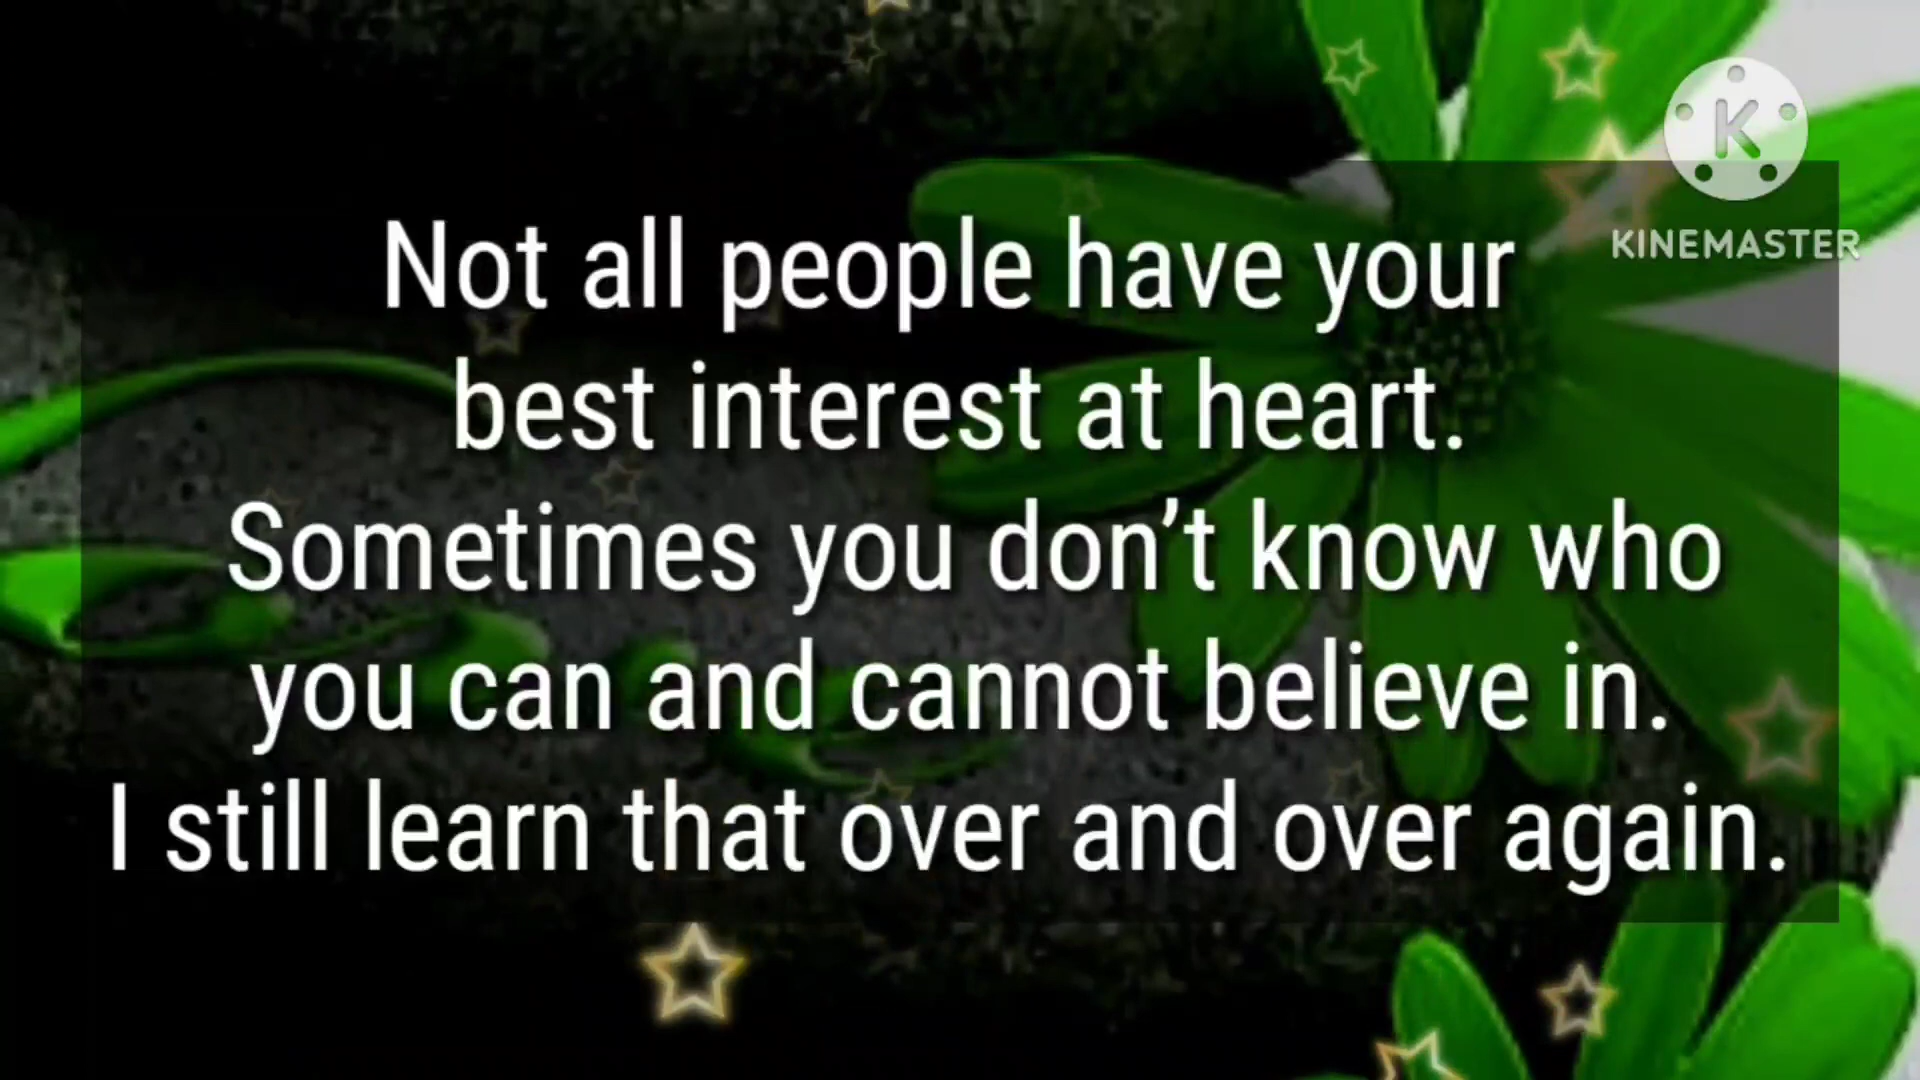 KINEMASTER
Not all people have your
best interest at heart.
Sometimes you don’t know who
you can and cannot believe in.
I still learn that over and over again.